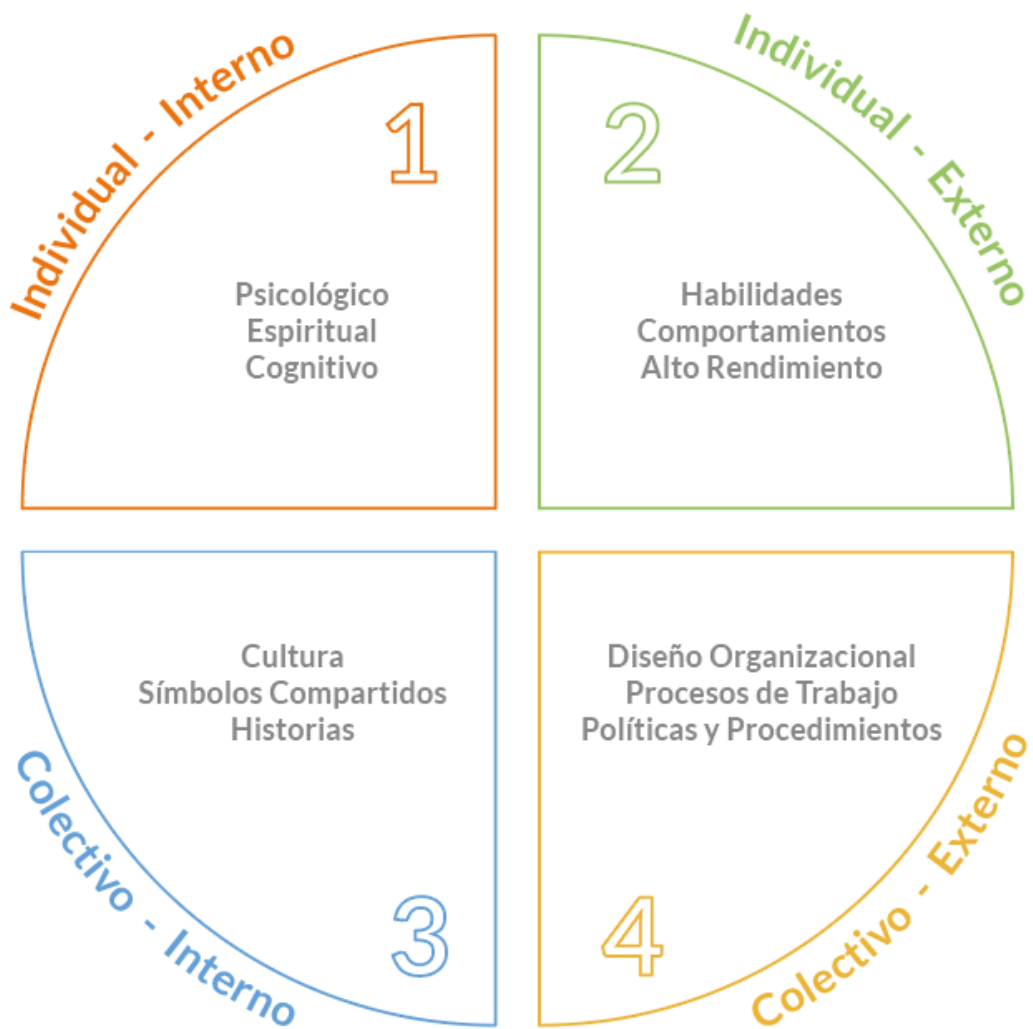 Individual - Interno
1
Psicológico
Espiritual
Cognitivo
Individual - Externo
2
Habilidades
Comportamientos
Alto Rendimiento
Cultura
Símbolos Compartidos
Historias
3
Colectivo - Interno
Diseño Organizacional
Procesos de Trabajo
Políticas y Procedimientos
4
Colectivo - Externo